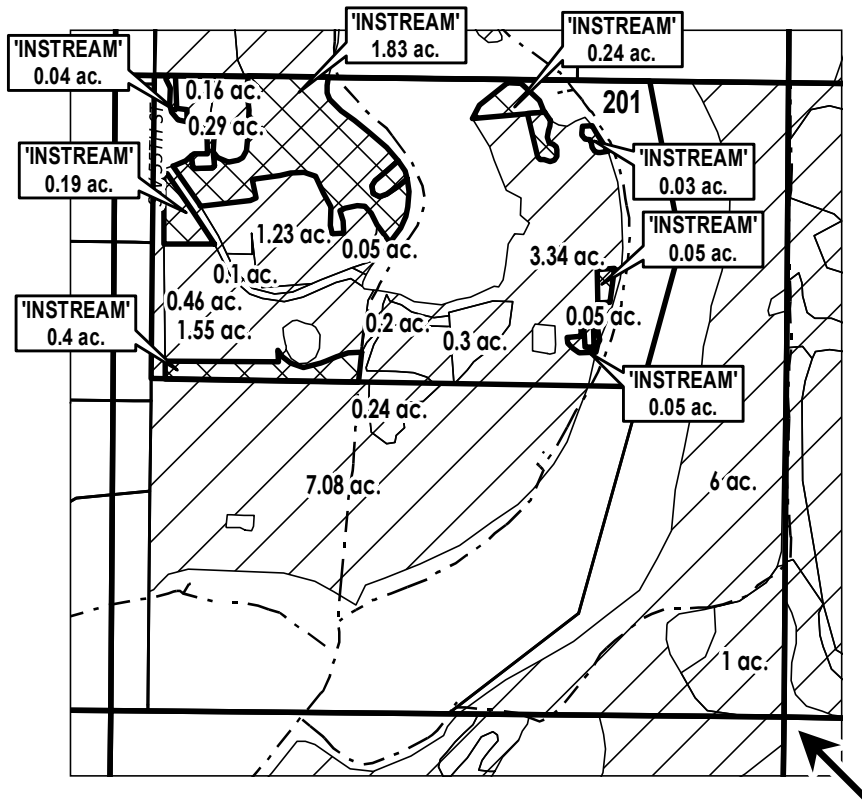 'INSTREAM'
1.83 ac.
'INSTREAM'
0.24 ac.
'INSTREAM'
0.04 ac.
0.16 ac.
201
0.29 ac.
'INSTREAM'
0.19 ac.
'INSTREAM'
0.03 ac.
'INSTREAM'
0.05 ac.
1.23 ac.
0.05 ac.
3.34 ac.
0.1 ac.
0.46 ac.
'INSTREAM'
0.4 ac.
1.55 ac.
0.2 ac.
0.3 ac.
0.05 ac.
'INSTREAM'
0.05 ac.
0.24 ac.
7.08 ac.
6 ac.
1 ac.